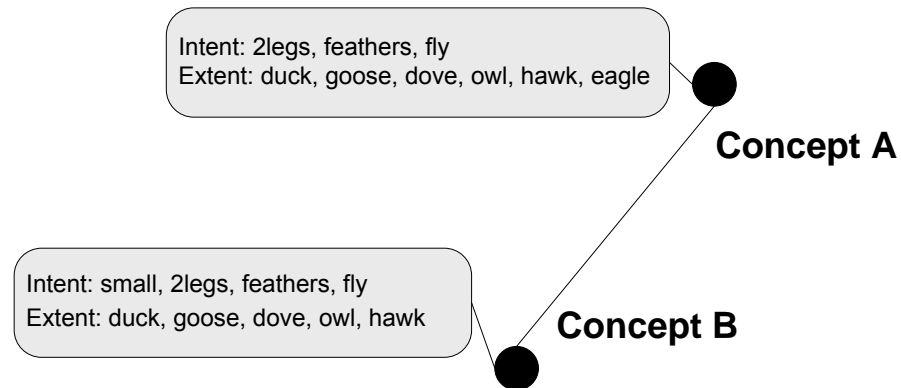 Intent: 2legs, feathers, fly
Extent: duck, goose, dove, owl, hawk, eagle
Concept A
Intent: small, 2legs, feathers, fly
Extent: duck, goose, dove, owl, hawk
Concept B